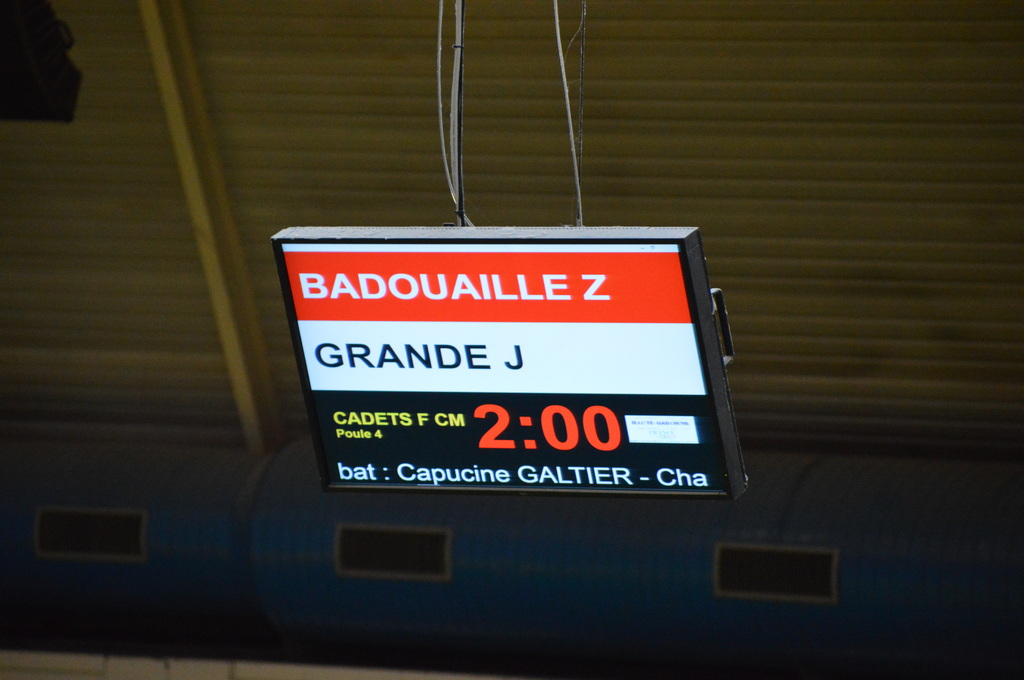 BADOUAILLE Z
GRANDE J
CADETS F CM
Poule 4
2:00
bat : Capucine GALTIER - Cha